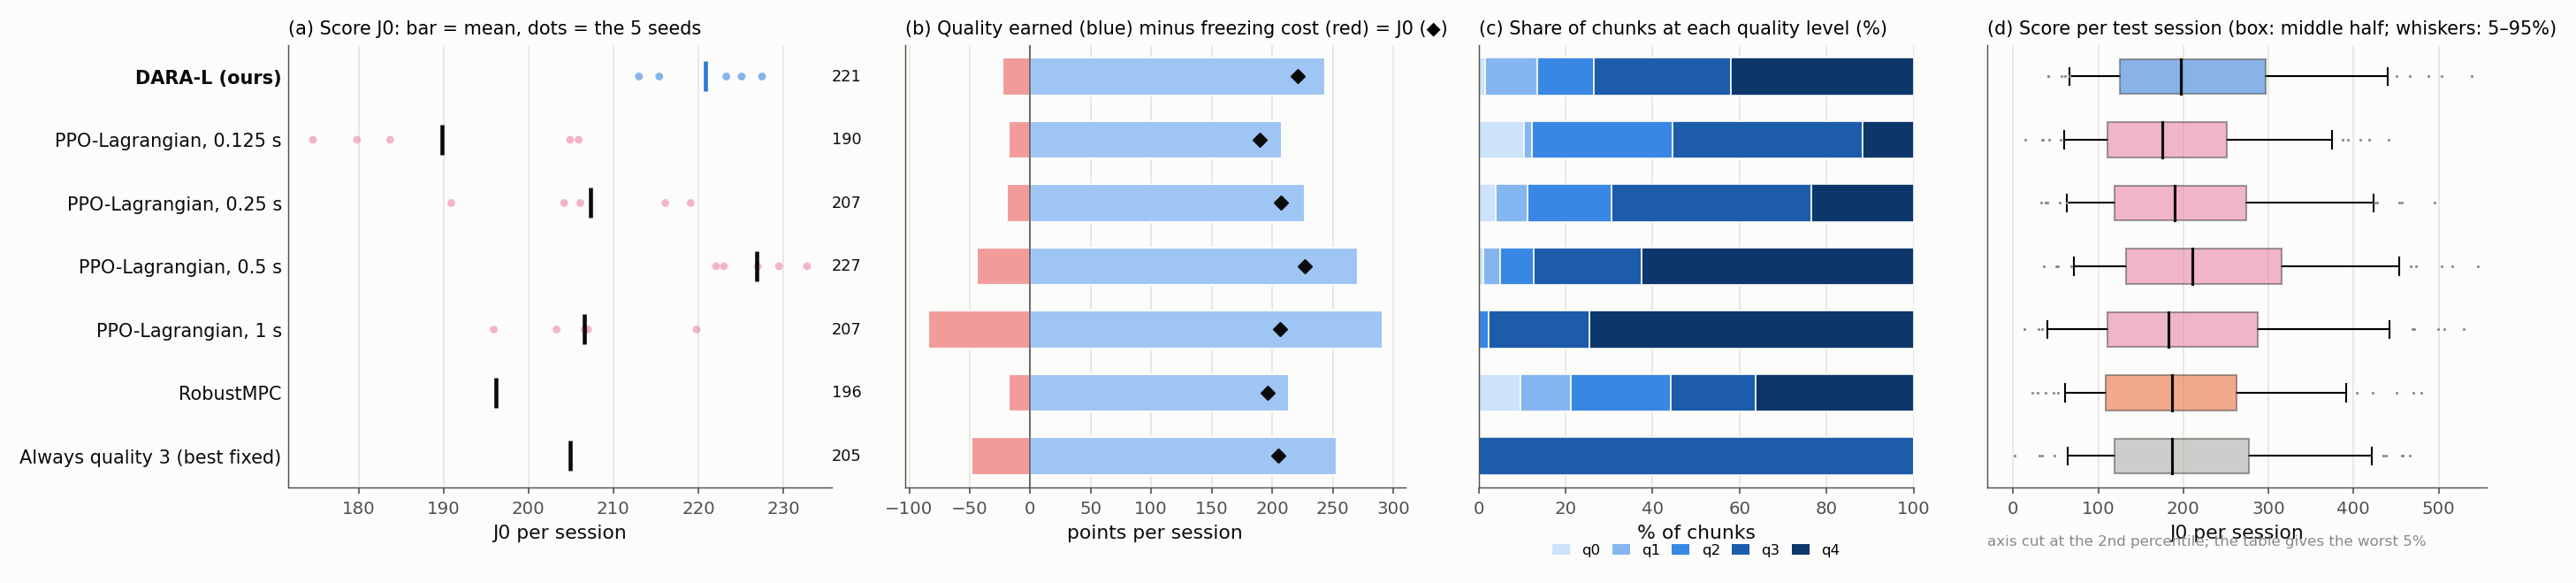 (a) Score J0: bar = mean, dots = the 5 seeds
DARA-L (ours)
PPO-Lagrangian, 0.125 s
PPO-Lagrangian, 0.25 s
PPO-Lagrangian, 0.5 s
PPO-Lagrangian, 1 s
RobustMPC
Always quality 3 (best fixed)
221
190
207
227
207
196
205
180 190 200 210 220 230
J0 per session
(b) Quality earned (blue) minus freezing cost (red) = J0 (◆)
−100 −50 0 50 100 150 200 250 300
points per session
(c) Share of chunks at each quality level (%)
0 20 40 60 80 100
% of chunks
q0 q1 q2 q3 q4
(d) Score per test session (box: middle half; whiskers: 5–95%)
0 100 200 300 400 500
J0 per session
axis cut at the 2nd percentile; the table gives the worst 5%